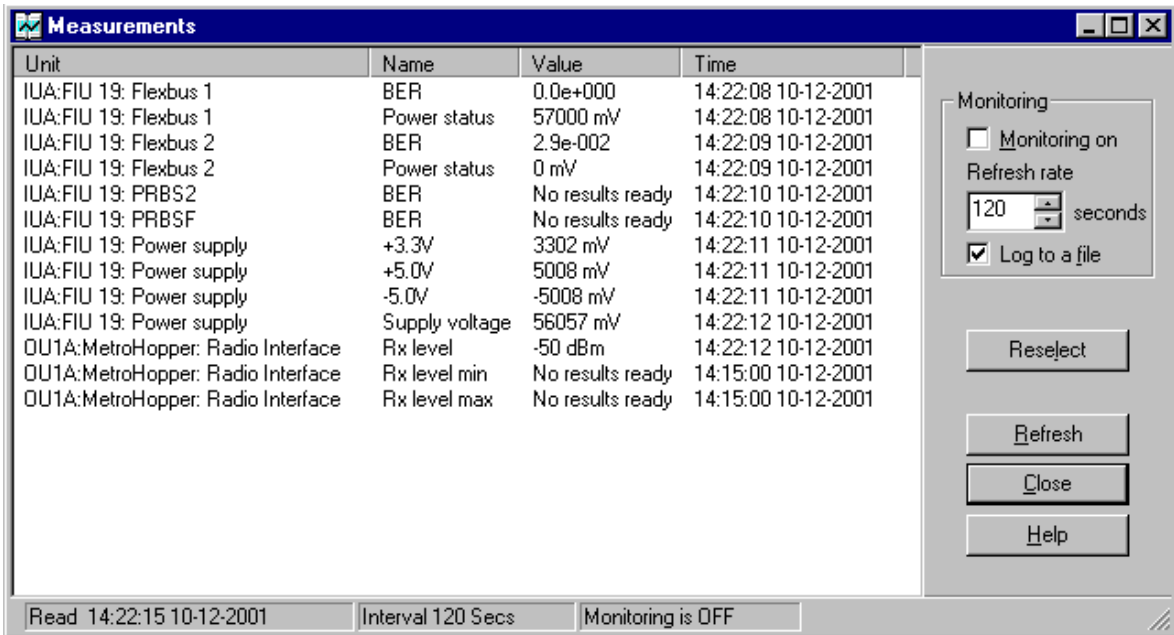 Measurements
Unit Name Value Time
IUA:FIU 19: Flexbus 1 BER 0.0e+000 14:22:08 10-12-2001
IUA:FIU 19: Flexbus 1 Power status 57000 mV 14:22:08 10-12-2001
IUA:FIU 19: Flexbus 2 BER 2.9e-002 14:22:09 10-12-2001
IUA:FIU 19: Flexbus 2 Power status 0 mV 14:22:09 10-12-2001
IUA:FIU 19: PRBS2 BER No results ready 14:22:10 10-12-2001
IUA:FIU 19: PRBSF BER No results ready 14:22:10 10-12-2001
IUA:FIU 19: Power supply +3.3V 3302 mV 14:22:11 10-12-2001
IUA:FIU 19: Power supply +5.0V 5008 mV 14:22:11 10-12-2001
IUA:FIU 19: Power supply -5.0V -5008 mV 14:22:11 10-12-2001
IUA:FIU 19: Power supply Supply voltage 56057 mV 14:22:12 10-12-2001
OU1A:MetroHopper: Radio Interface Rx level -50 dBm 14:22:12 10-12-2001
OU1A:MetroHopper: Radio Interface Rx level min No results ready 14:15:00 10-12-2001
OU1A:MetroHopper: Radio Interface Rx level max No results ready 14:15:00 10-12-2001
Monitoring
Monitoring on
Refresh rate
120 seconds
Log to a file
Reselect
Refresh
Close
Help
Read 14:22:15 10-12-2001 Interval 120 Secs Monitoring is OFF